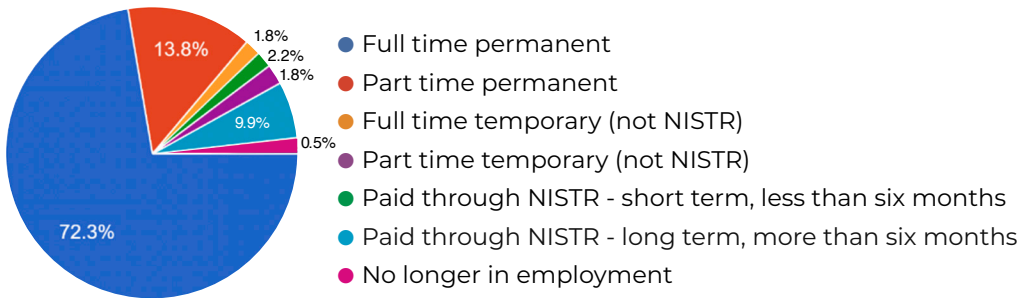 13.8%
1.8%
2.2%
1.8%
9.9%
0.5%
72.3%
Full time permanent
Part time permanent
Full time temporary (not NISTR)
Part time temporary (not NISTR)
Paid through NISTR - short term, less than six months
Paid through NISTR - long term, more than six months
No longer in employment